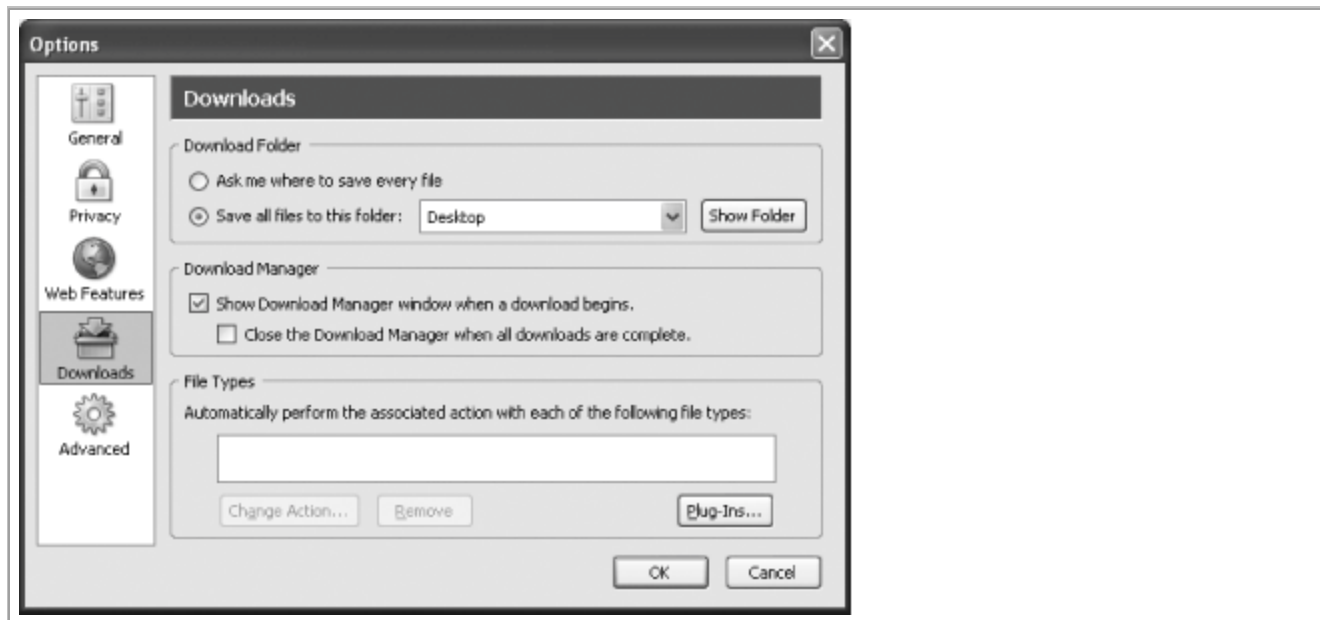 Options
General
Privacy
Web Features
Downloads
Advanced
Downloads
Download Folder
Ask me where to save every file
Save all files to this folder: Desktop Show Folder
Download Manager
Show Download Manager window when a download begins.
Close the Download Manager when all downloads are complete.
File Types
Automatically perform the associated action with each of the following file types:
Change Action... Remove Plug-Ins...
OK Cancel